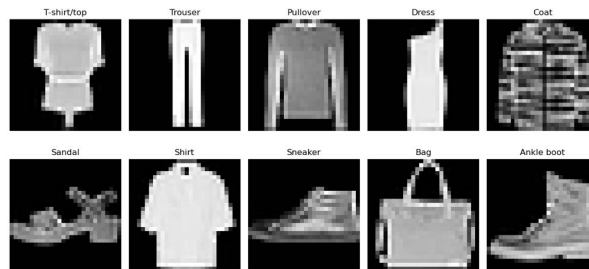 T-shirt/top
Trouser
Pullover
Dress
Coat
Sandal
Shirt
Sneaker
Bag
Ankle boot